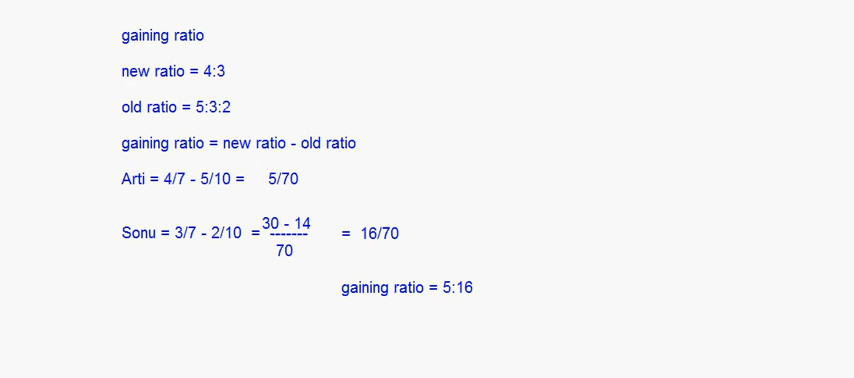 gaining ratio
new ratio = 4:3
old ratio = 5:3:2
gaining ratio = new ratio - old ratio
Arti = 4/7 - 5/10 = 5/70
30 - 14
Sonu = 3/7 - 2/10 = ------- = 16/70
70
gaining ratio = 5:16